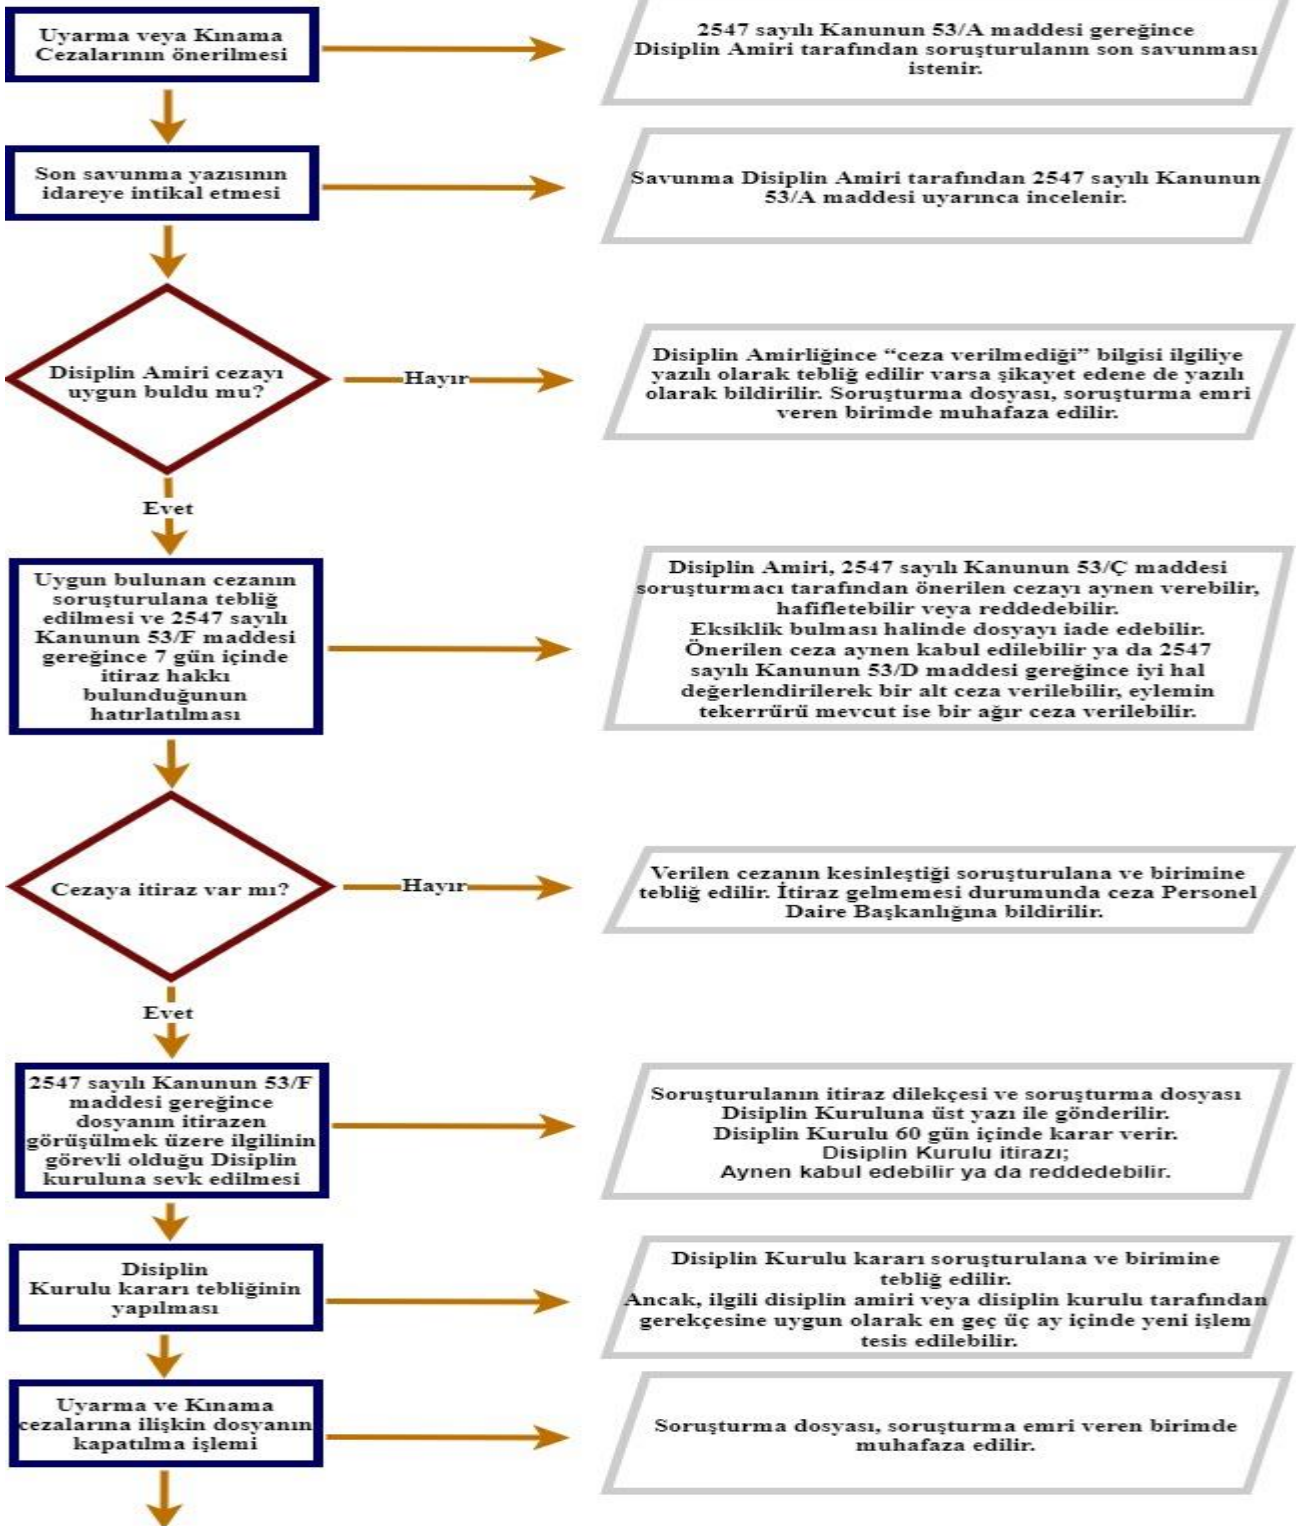 Uyarma veya Kınama
Cezalarının önerilmesi
2547 sayılı Kanunun 53/A maddesi gereğince
Disiplin Amiri tarafından soruşturulanın son savunması
istenir.
Son savunma yazısının
idareye intikal etmesi
Savunma Disiplin Amiri tarafından 2547 sayılı Kanunun
53/A maddesi uyarınca incelenir.
Disiplin Amiri cezayı
uygun buldu mu?
Hayır
Disiplin Amirliğince “ceza verilmediği” bilgisi ilgiliye
yazılı olarak tebliğ edilir varsa şikayet edene de yazılı
olarak bildirilir. Soruşturma dosyası, soruşturma emri
veren birimde muhafaza edilir.
Evet
Uygun bulunan cezanın
soruşturulana tebliğ
edilmesi ve 2547 sayılı
Kanunun 53/F maddesi
gereğince 7 gün içinde
itiraz hakkı
bulunduğunun
hatırlatılması
Disiplin Amiri, 2547 sayılı Kanunun 53/Ç maddesi
soruşturmacı tarafından önerilen cezayı aynen verebilir,
hafifletebilir veya reddedebilir.
Eksiklik bulması halinde dosyayı iade edebilir.
Önerilen ceza aynen kabul edilebilir ya da 2547
sayılı Kanunun 53/D maddesi gereğince iyi hal
değerlendirilerek bir alt ceza verilebilir, eylemin
tekerrürü mevcut ise bir ağır ceza verilebilir.
Cezaya itiraz var mı?
Hayır
Verilen cezanın kesinleştiği soruşturulana ve birimine
tebliğ edilir. İtiraz gelmemesi durumunda ceza Personel
Daire Başkanlığına bildirilir.
Evet
2547 sayılı Kanunun 53/F
maddesi gereğince
dosyanın itirazen
görüşülmek üzere ilgilinin
görevli olduğu Disiplin
kuruluna sevk edilmesi
Soruşturulanın itiraz dilekçesi ve soruşturma dosyası
Disiplin Kuruluna üst yazı ile gönderilir.
Disiplin Kurulu 60 gün içinde karar verir.
Disiplin Kurulu itirazı;
Aynen kabul edebilir ya da reddedebilir.
Disiplin
Kurulu kararı tebliğinin
yapılması
Disiplin Kurulu kararı soruşturulana ve birimine
tebliğ edilir.
Ancak, ilgili disiplin amiri veya disiplin kurulu tarafından
gerekçesine uygun olarak en geç üç ay içinde yeni işlem
tesis edilebilir.
Uyarma ve Kınama
cezalarına ilişkin dosyanın
kapatılma işlemi
Soruşturma dosyası, soruşturma emri veren birimde
muhafaza edilir.